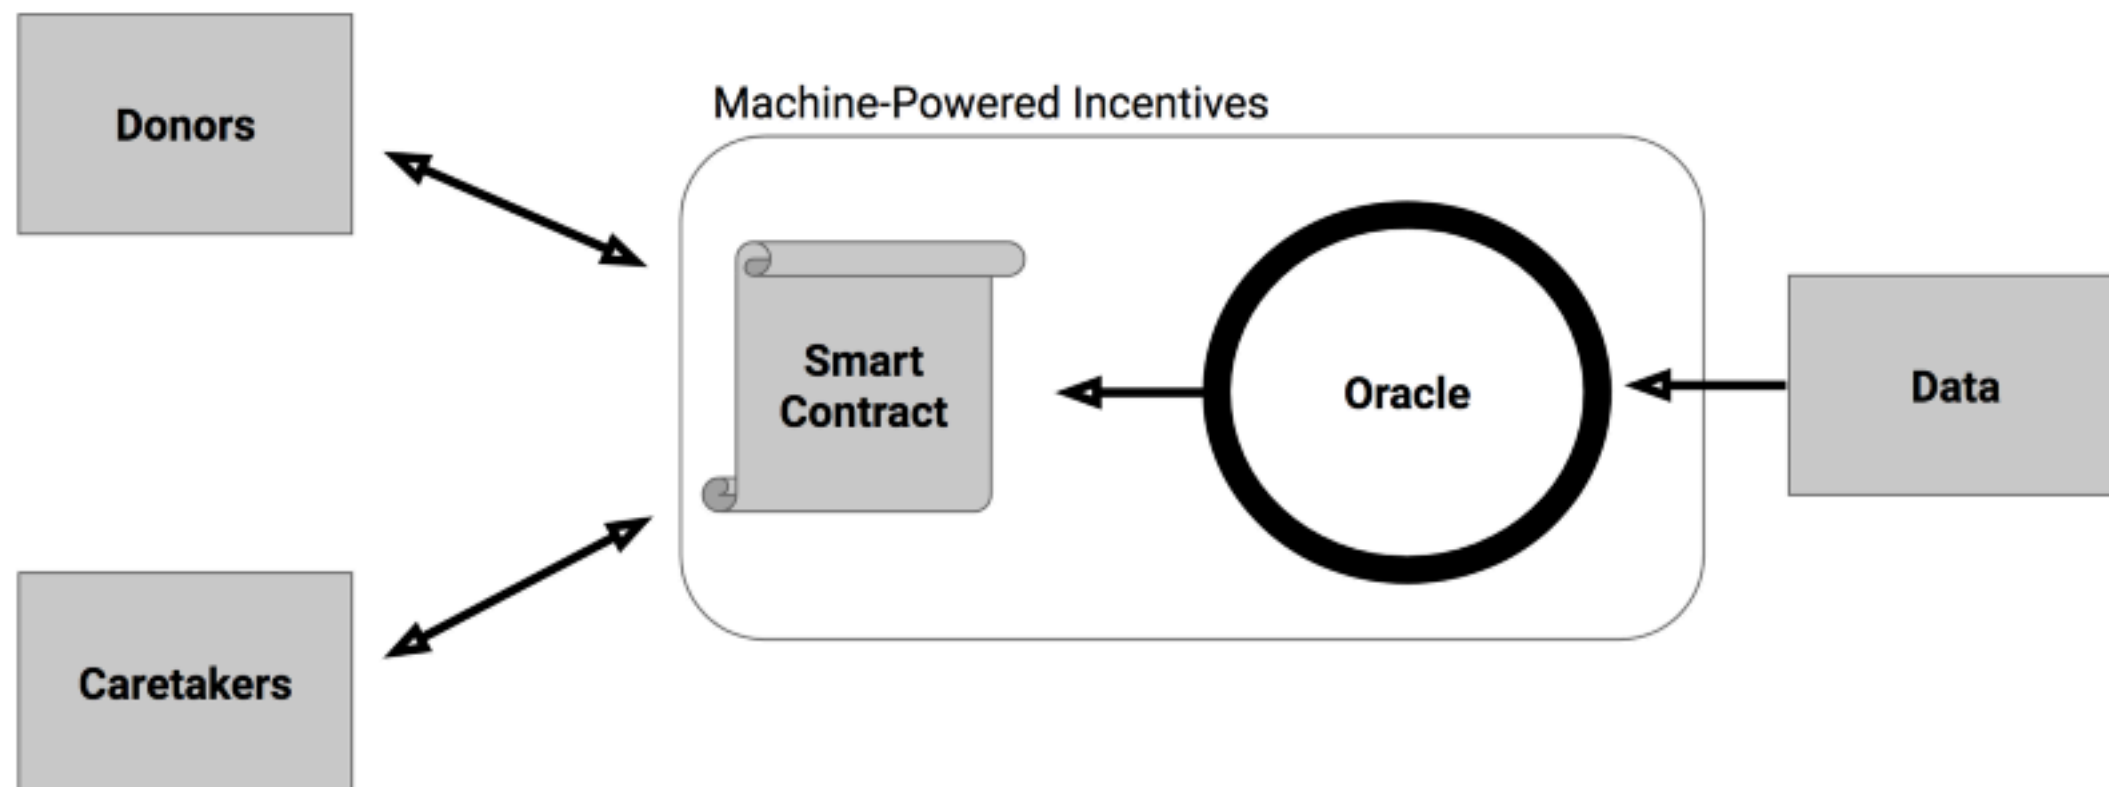 Donors
Machine-Powered Incentives
Smart
Contract
Oracle
Data
Caretakers